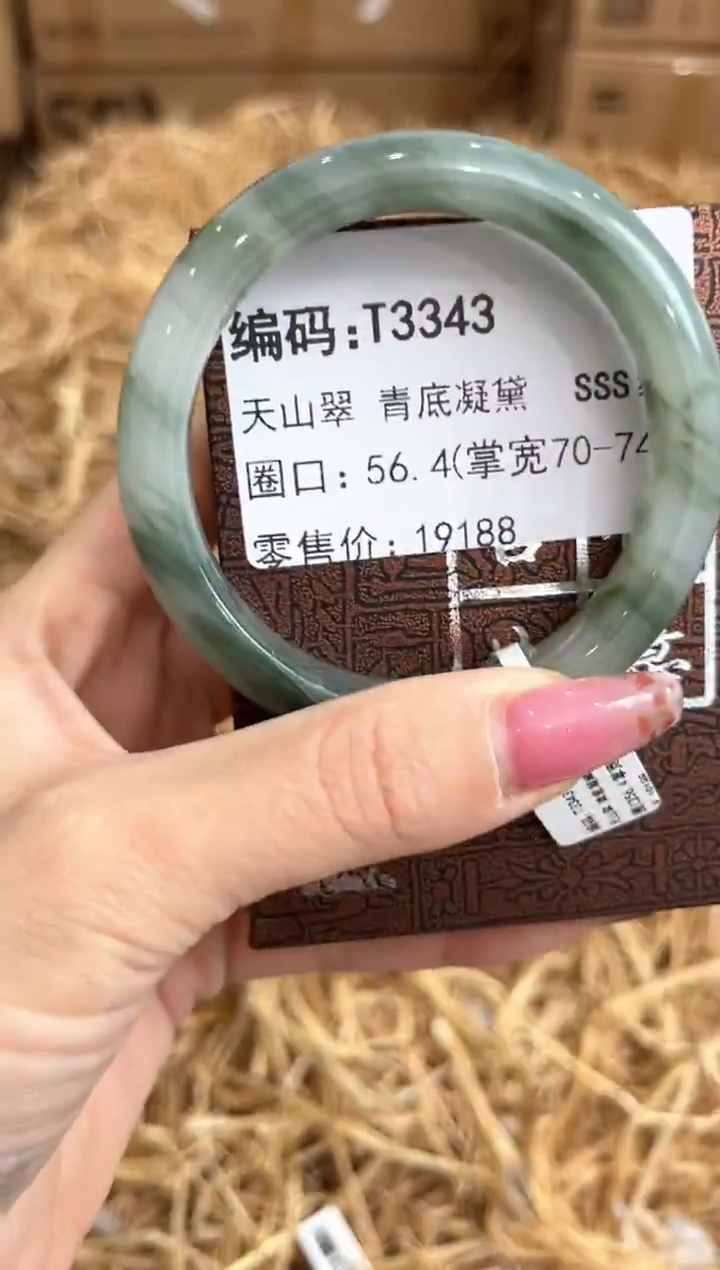 编码:T3343
天山翠 青底凝黛 SSS
圈口: 56.4(掌宽70-74
零售价: 19188